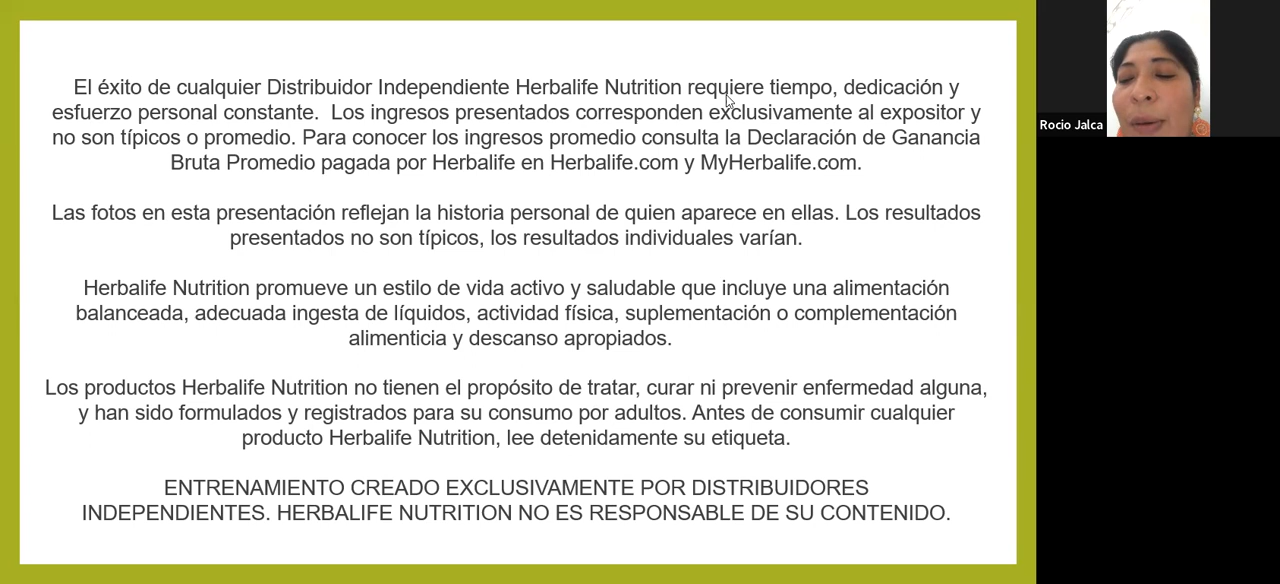 El éxito de cualquier Distribuidor Independiente Herbalife Nutrition requiere tiempo, dedicación y
esfuerzo personal constante.  Los ingresos presentados corresponden exclusivamente al expositor y
no son típicos o promedio. Para conocer los ingresos promedio consulta la Declaración de Ganancia
Bruta Promedio pagada por Herbalife en Herbalife.com y MyHerbalife.com.
Las fotos en esta presentación reflejan la historia personal de quien aparece en ellas. Los resultados
presentados no son típicos, los resultados individuales varían.
Herbalife Nutrition promueve un estilo de vida activo y saludable que incluye una alimentación
balanceada, adecuada ingesta de líquidos, actividad física, suplementación o complementación
alimenticia y descanso apropiados.
Los productos Herbalife Nutrition no tienen el propósito de tratar, curar ni prevenir enfermedad alguna,
y han sido formulados y registrados para su consumo por adultos. Antes de consumir cualquier
producto Herbalife Nutrition, lee detenidamente su etiqueta.
ENTRENAMIENTO CREADO EXCLUSIVAMENTE POR DISTRIBUIDORES
INDEPENDIENTES. HERBALIFE NUTRITION NO ES RESPONSABLE DE SU CONTENIDO.
Rocio Jalca